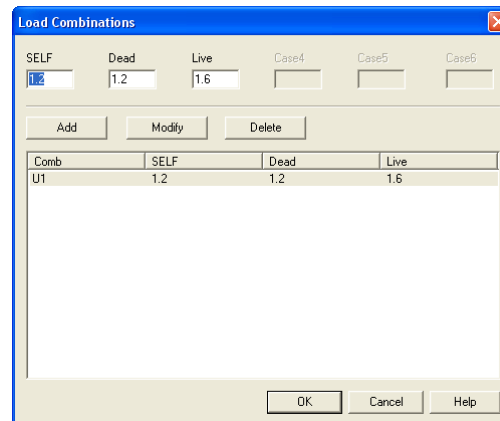 Load Combinations
SELF Dead Live Case4 Case5 Case6
1.2 1.2 1.6
Add Modify Delete
Comb SELF Dead Live
U1 1.2 1.2 1.6
OK Cancel Help